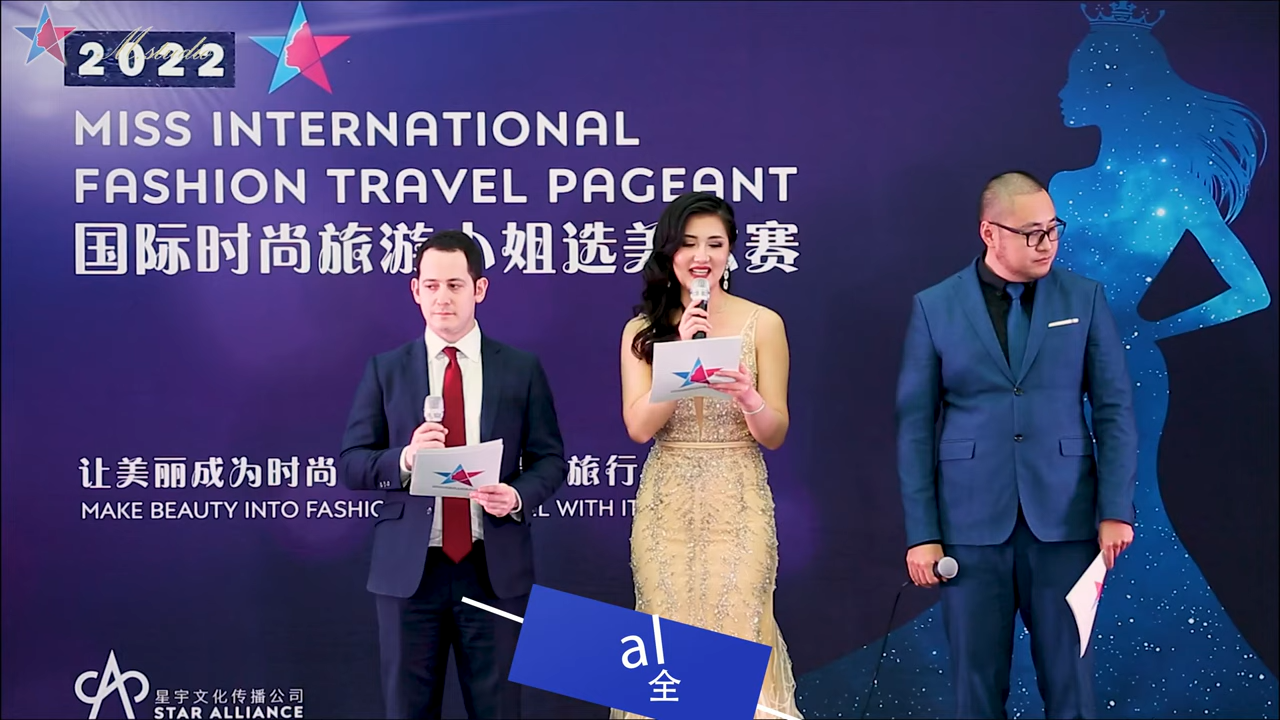 2022
M studio
MISS INTERNATIONAL
FASHION TRAVEL PAGEANT
国际时尚旅游小姐选美 赛
让美丽成为时尚 旅行
MAKE BEAUTY INTO FASHIO EL WITH IT
al
全
星宇文化传播公司
STAR ALLIANCE